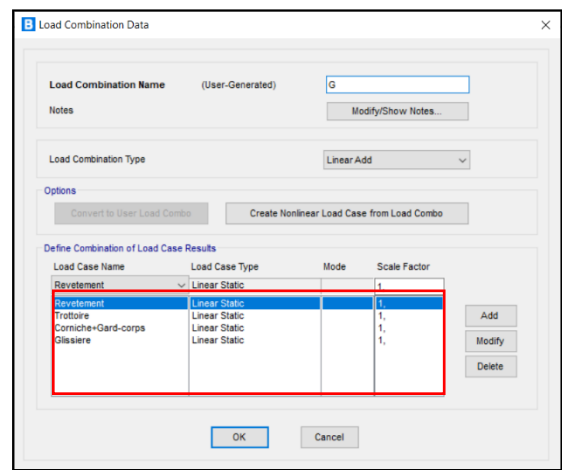 B Load Combination Data
Load Combination Name (User-Generated) G
Notes Modify/Show Notes...
Load Combination Type Linear Add
Options
Convert to User Load Combo Create Nonlinear Load Case from Load Combo
Define Combination of Load Case Results
Load Case Name Load Case Type Mode Scale Factor
Revetement Linear Static 1
Revetement Linear Static 1,
Trottoire Linear Static 1,
Corniche+Gard-corps Linear Static 1,
Glissiere Linear Static 1,
Add
Modify
Delete
OK Cancel